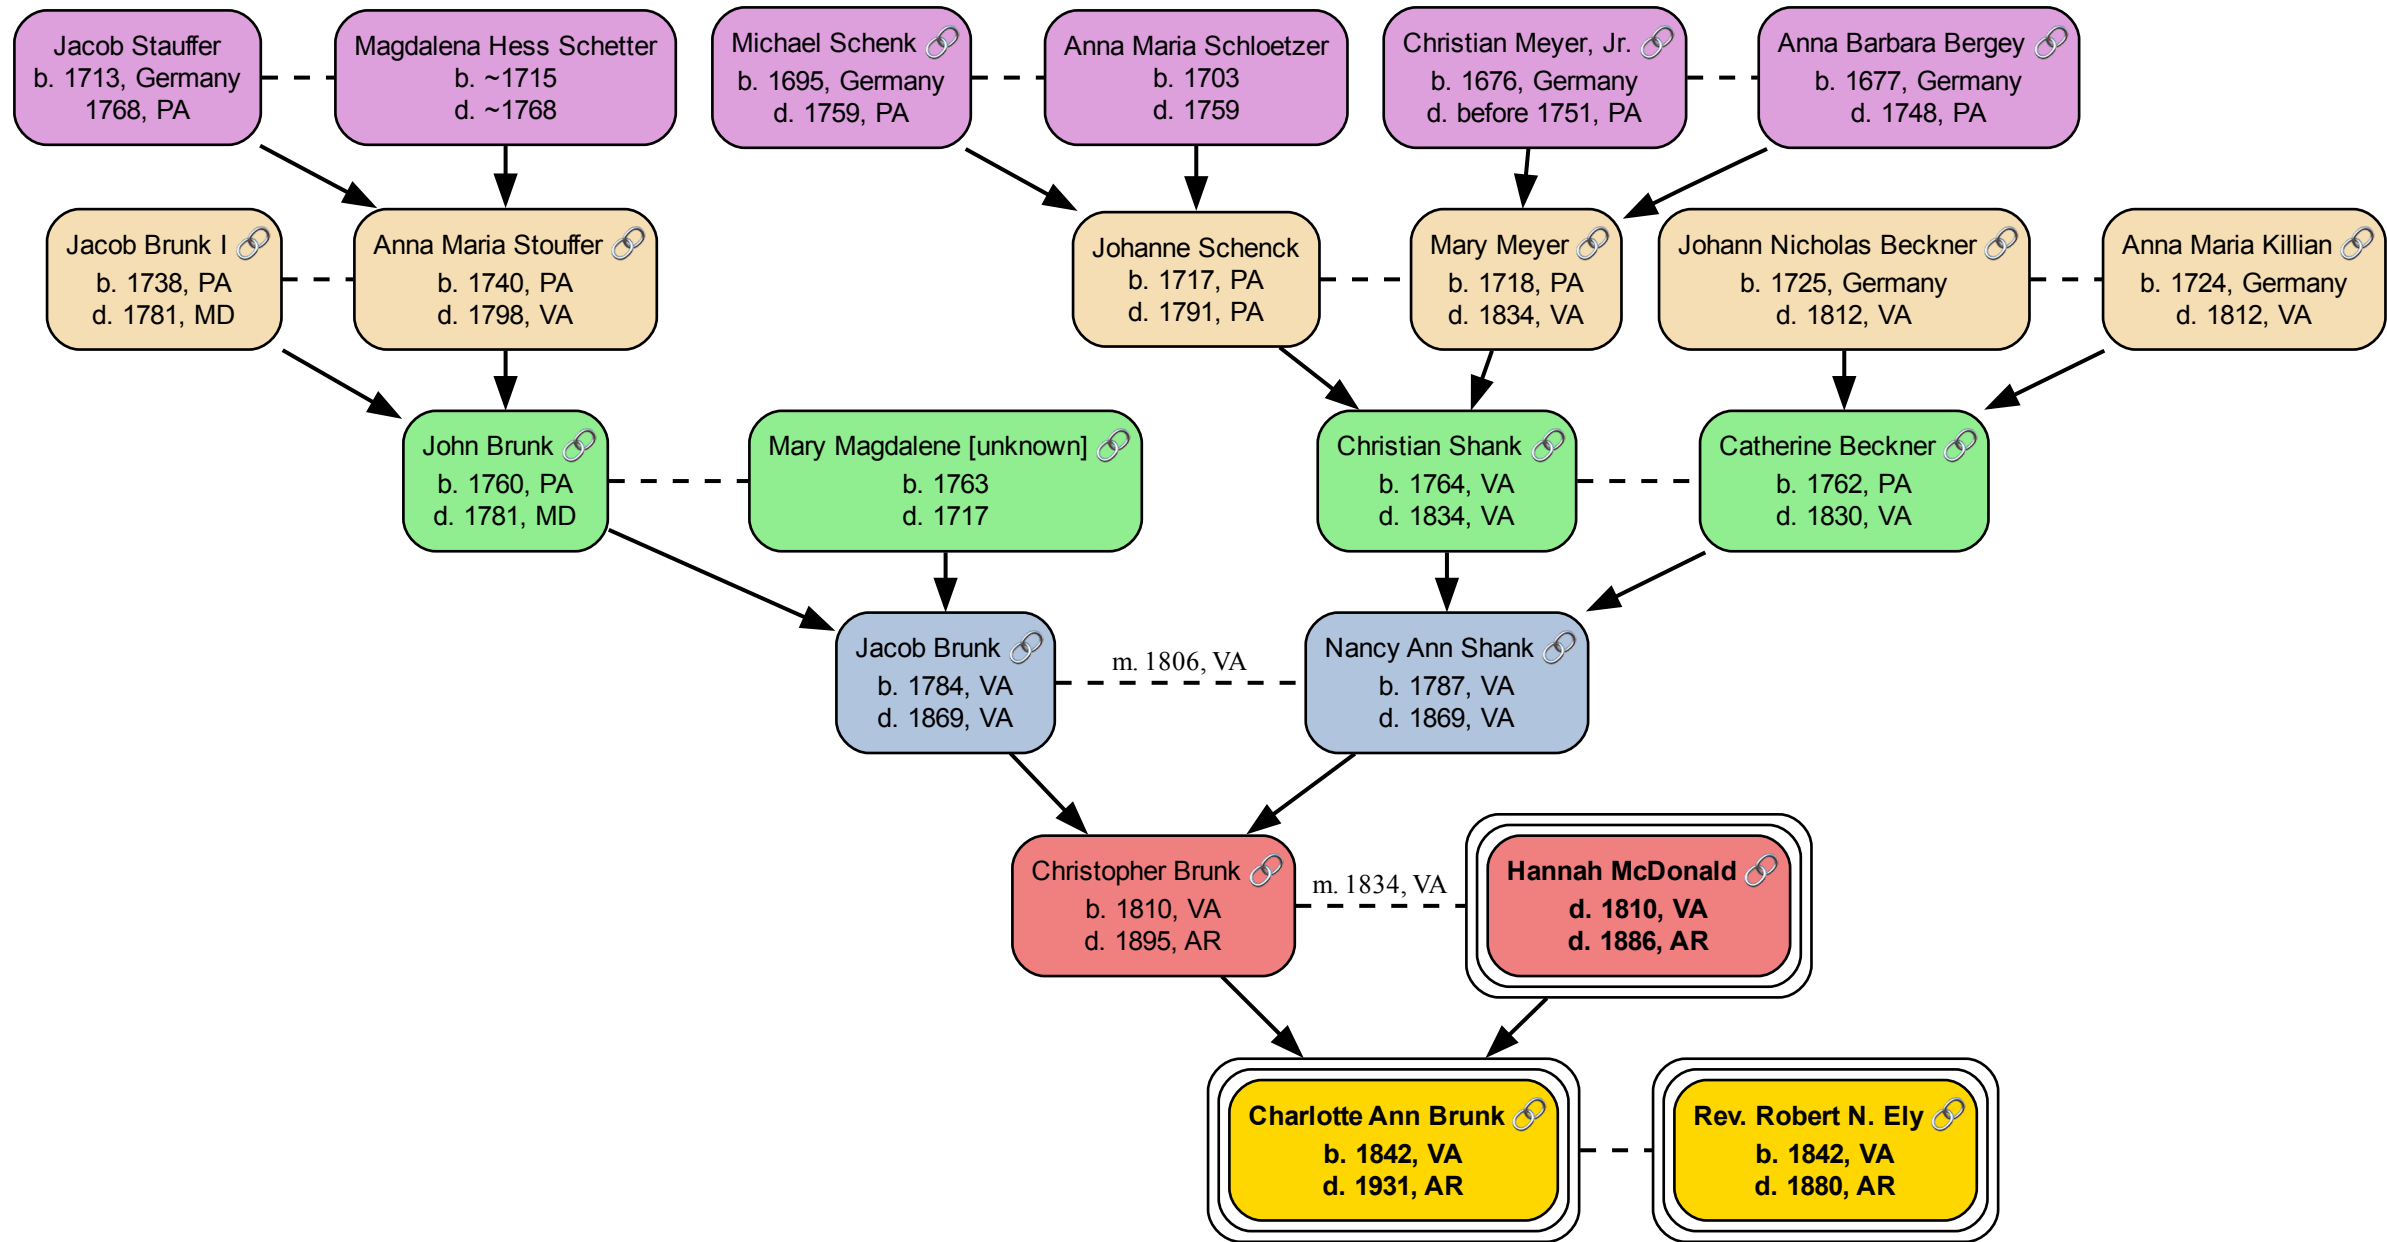 Jacob Stauffer
b. 1713, Germany
1768, PA
Magdalena Hess Schetter
b. ~1715
d. ~1768
Michael Schenk
b. 1695, Germany
d. 1759, PA
Anna Maria Schloetzer
b. 1703
d. 1759
Christian Meyer, Jr.
b. 1676, Germany
d. before 1751, PA
Anna Barbara Bergey
b. 1677, Germany
d. 1748, PA
Jacob Brunk I
b. 1738, PA
d. 1781, MD
Anna Maria Stouffer
b. 1740, PA
d. 1798, VA
Johanne Schenck
b. 1717, PA
d. 1791, PA
Mary Meyer
b. 1718, PA
d. 1834, VA
Johann Nicholas Beckner
b. 1725, Germany
d. 1812, VA
Anna Maria Killian
b. 1724, Germany
d. 1812, VA
John Brunk
b. 1760, PA
d. 1781, MD
Mary Magdalene [unknown]
b. 1763
d. 1717
Christian Shank
b. 1764, VA
d. 1834, VA
Catherine Beckner
b. 1762, PA
d. 1830, VA
Jacob Brunk
b. 1784, VA
d. 1869, VA
m. 1806, VA
Nancy Ann Shank
b. 1787, VA
d. 1869, VA
Christopher Brunk
b. 1810, VA
d. 1895, AR
m. 1834, VA
Hannah McDonald
d. 1810, VA
d. 1886, AR
Charlotte Ann Brunk
b. 1842, VA
d. 1931, AR
Rev. Robert N. Ely
b. 1842, VA
d. 1880, AR